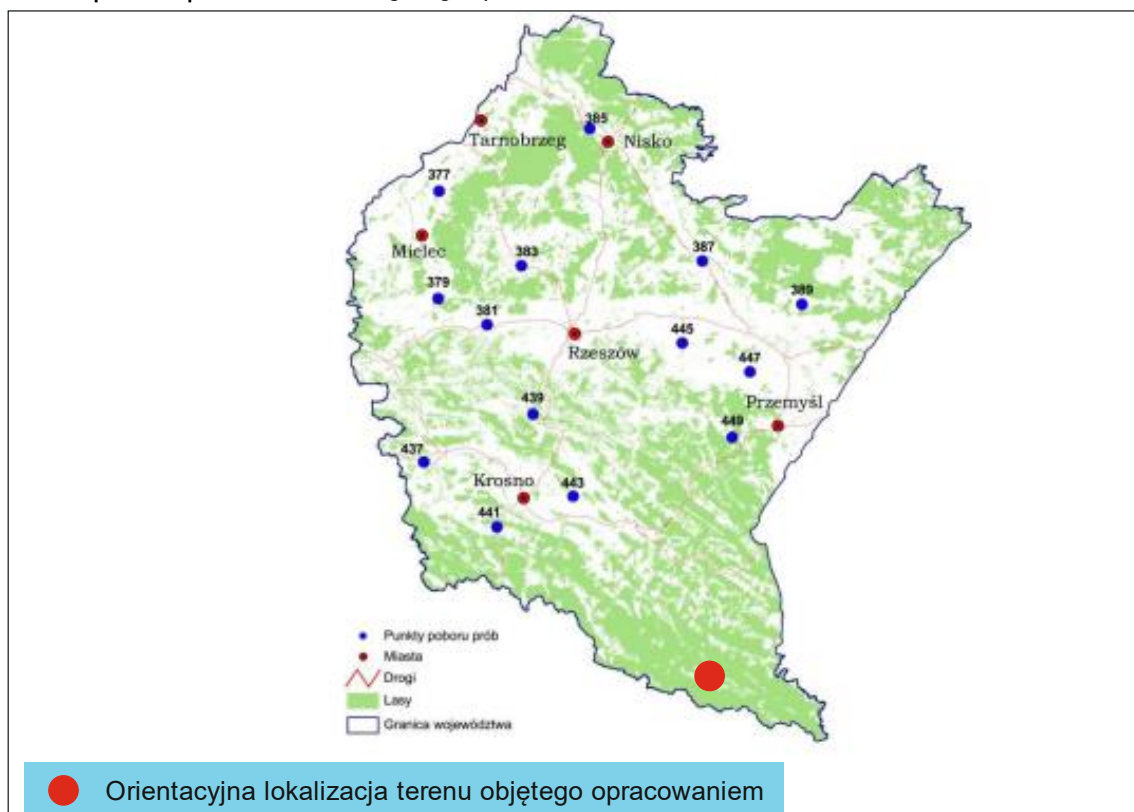 385
Tarnobrzeg
Nisko
377
Mielec
383
387
379
389
381
Rzeszów
445
447
439
Przemyśl
449
437
Krosno
443
441
Punkty poboru prób
Miasta
Drogi
Lasy
Granica województwa
Orientacyjna lokalizacja terenu objętego opracowaniem